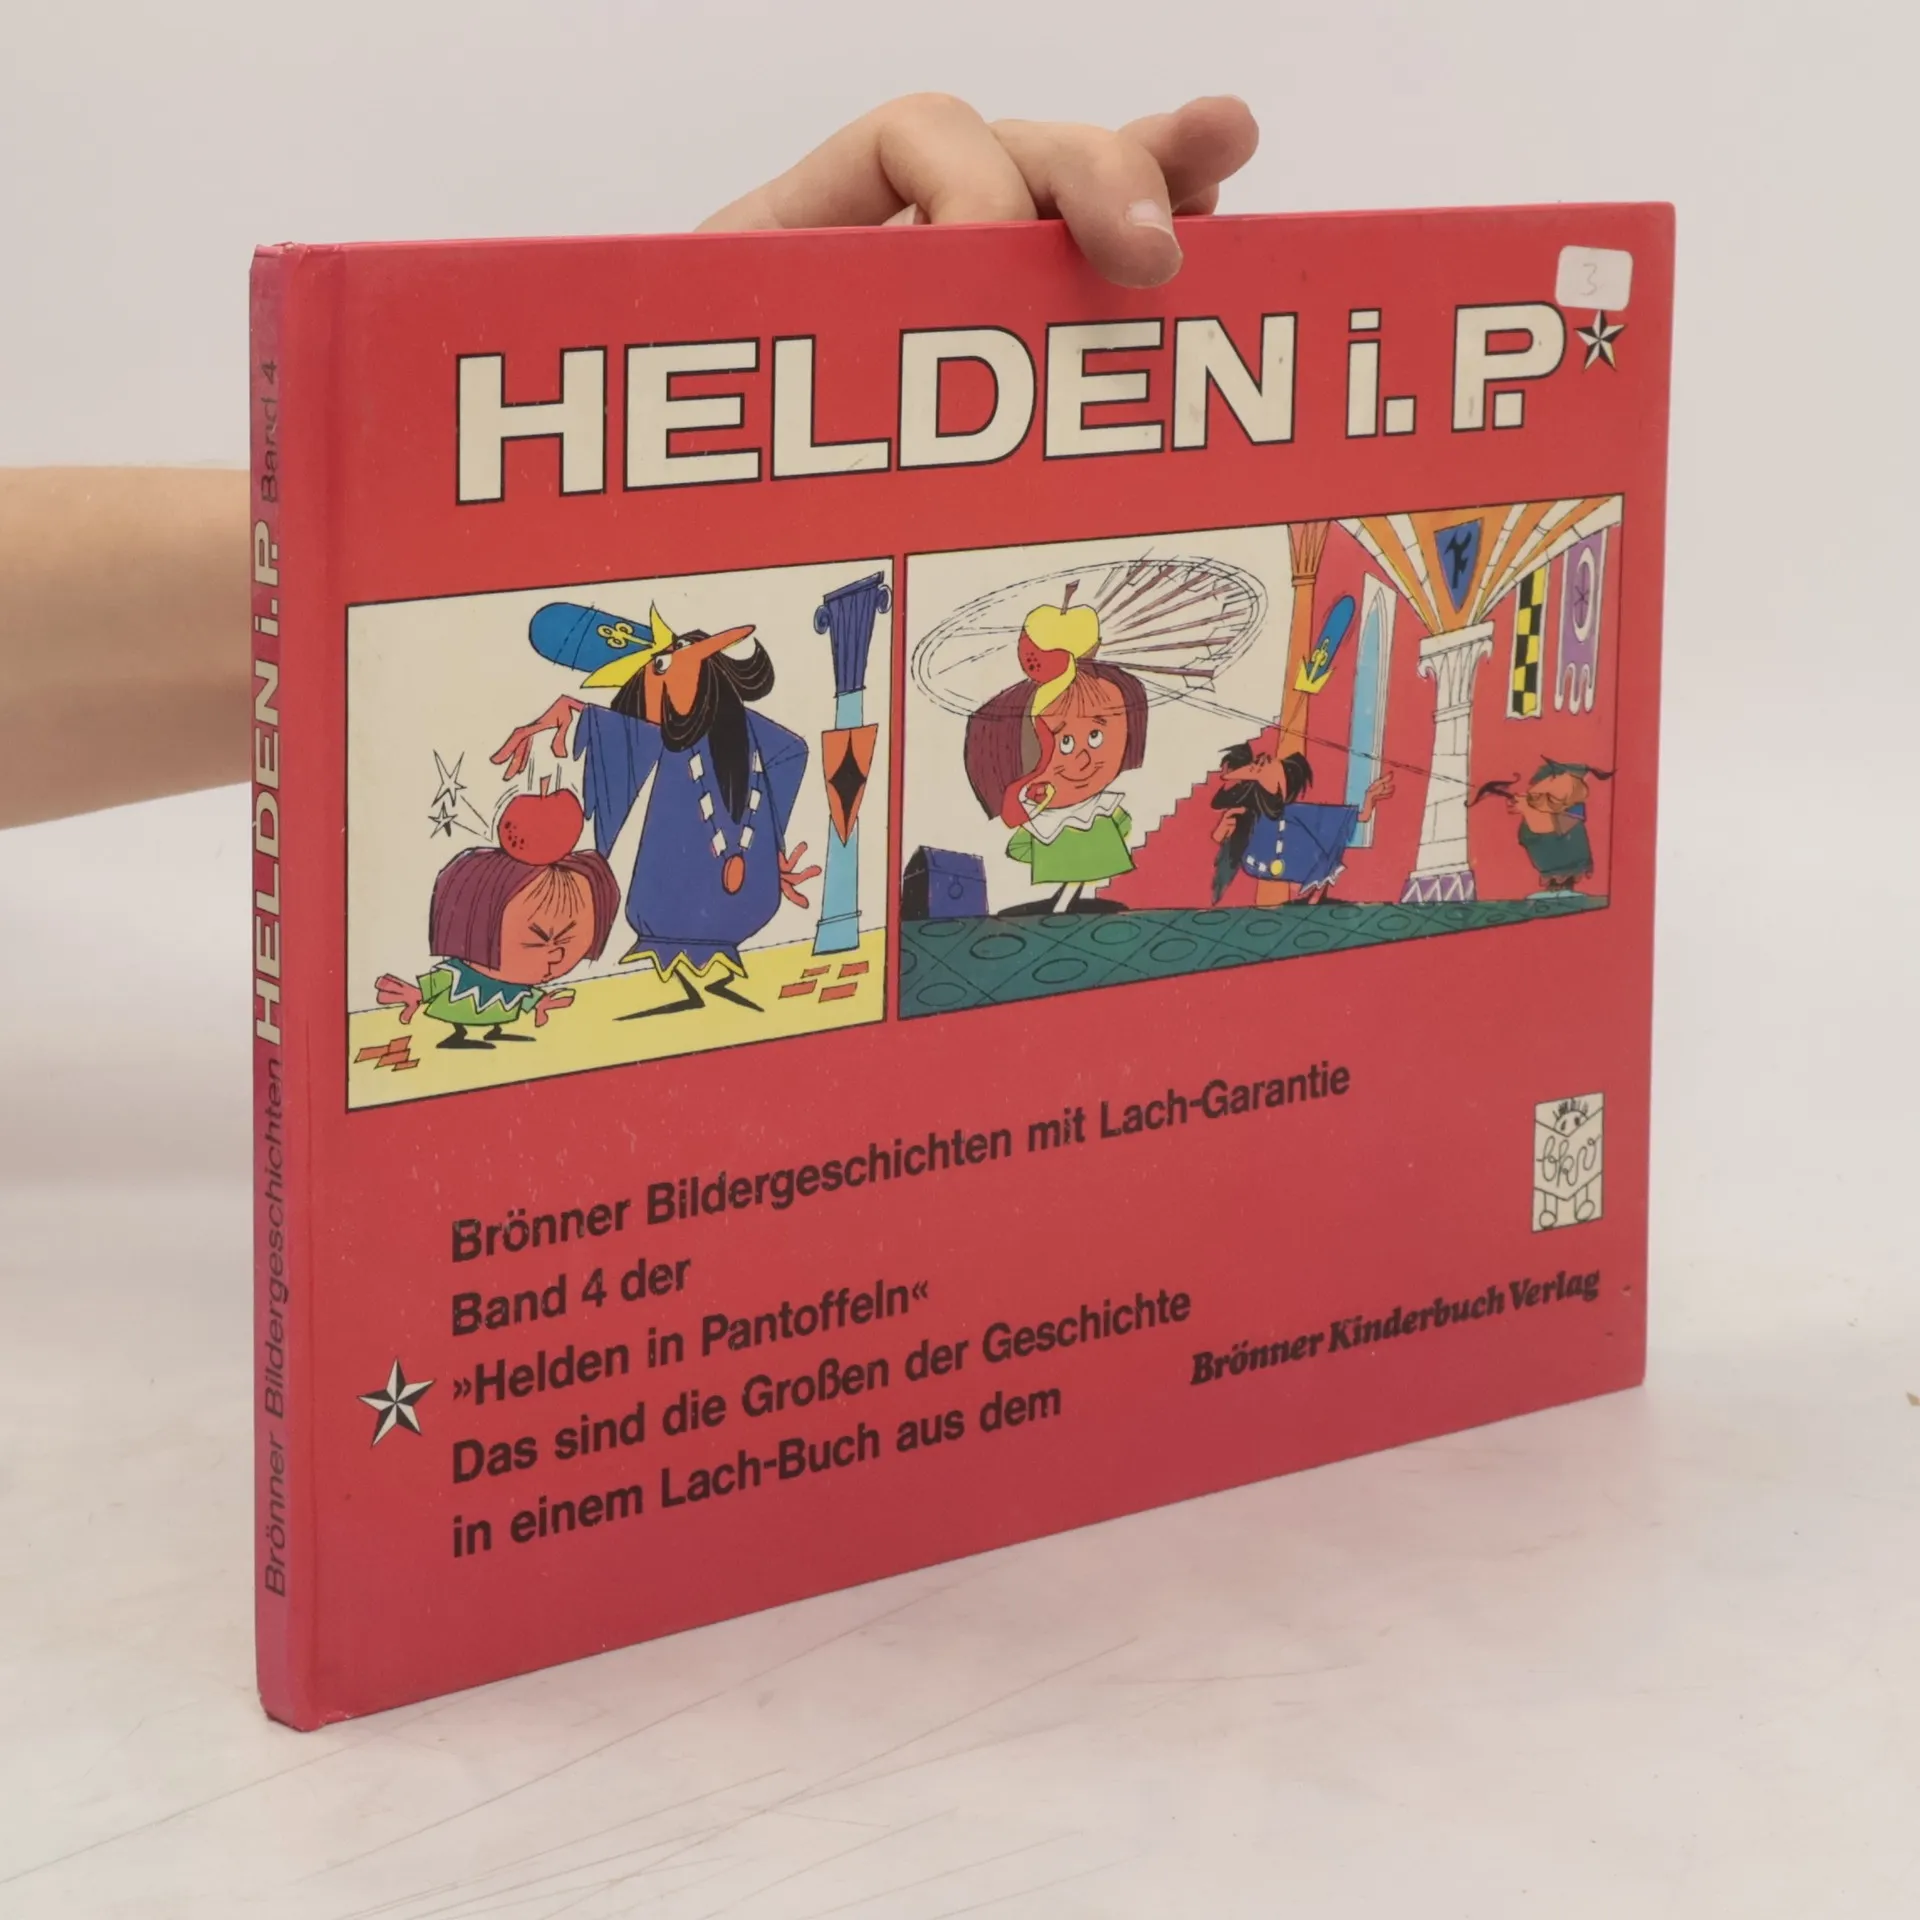 3
HELDEN i. P.*
Brönner Bildergeschichten mit Lach-Garantie
Band 4 der
»Helden in Pantoffeln«
Das sind die Großen der Geschichte
in einem Lach-Buch aus dem
bkv
Brönner Kinderbuch Verlag
Brönner Bildergeschichten HELDEN i. P. Band 4